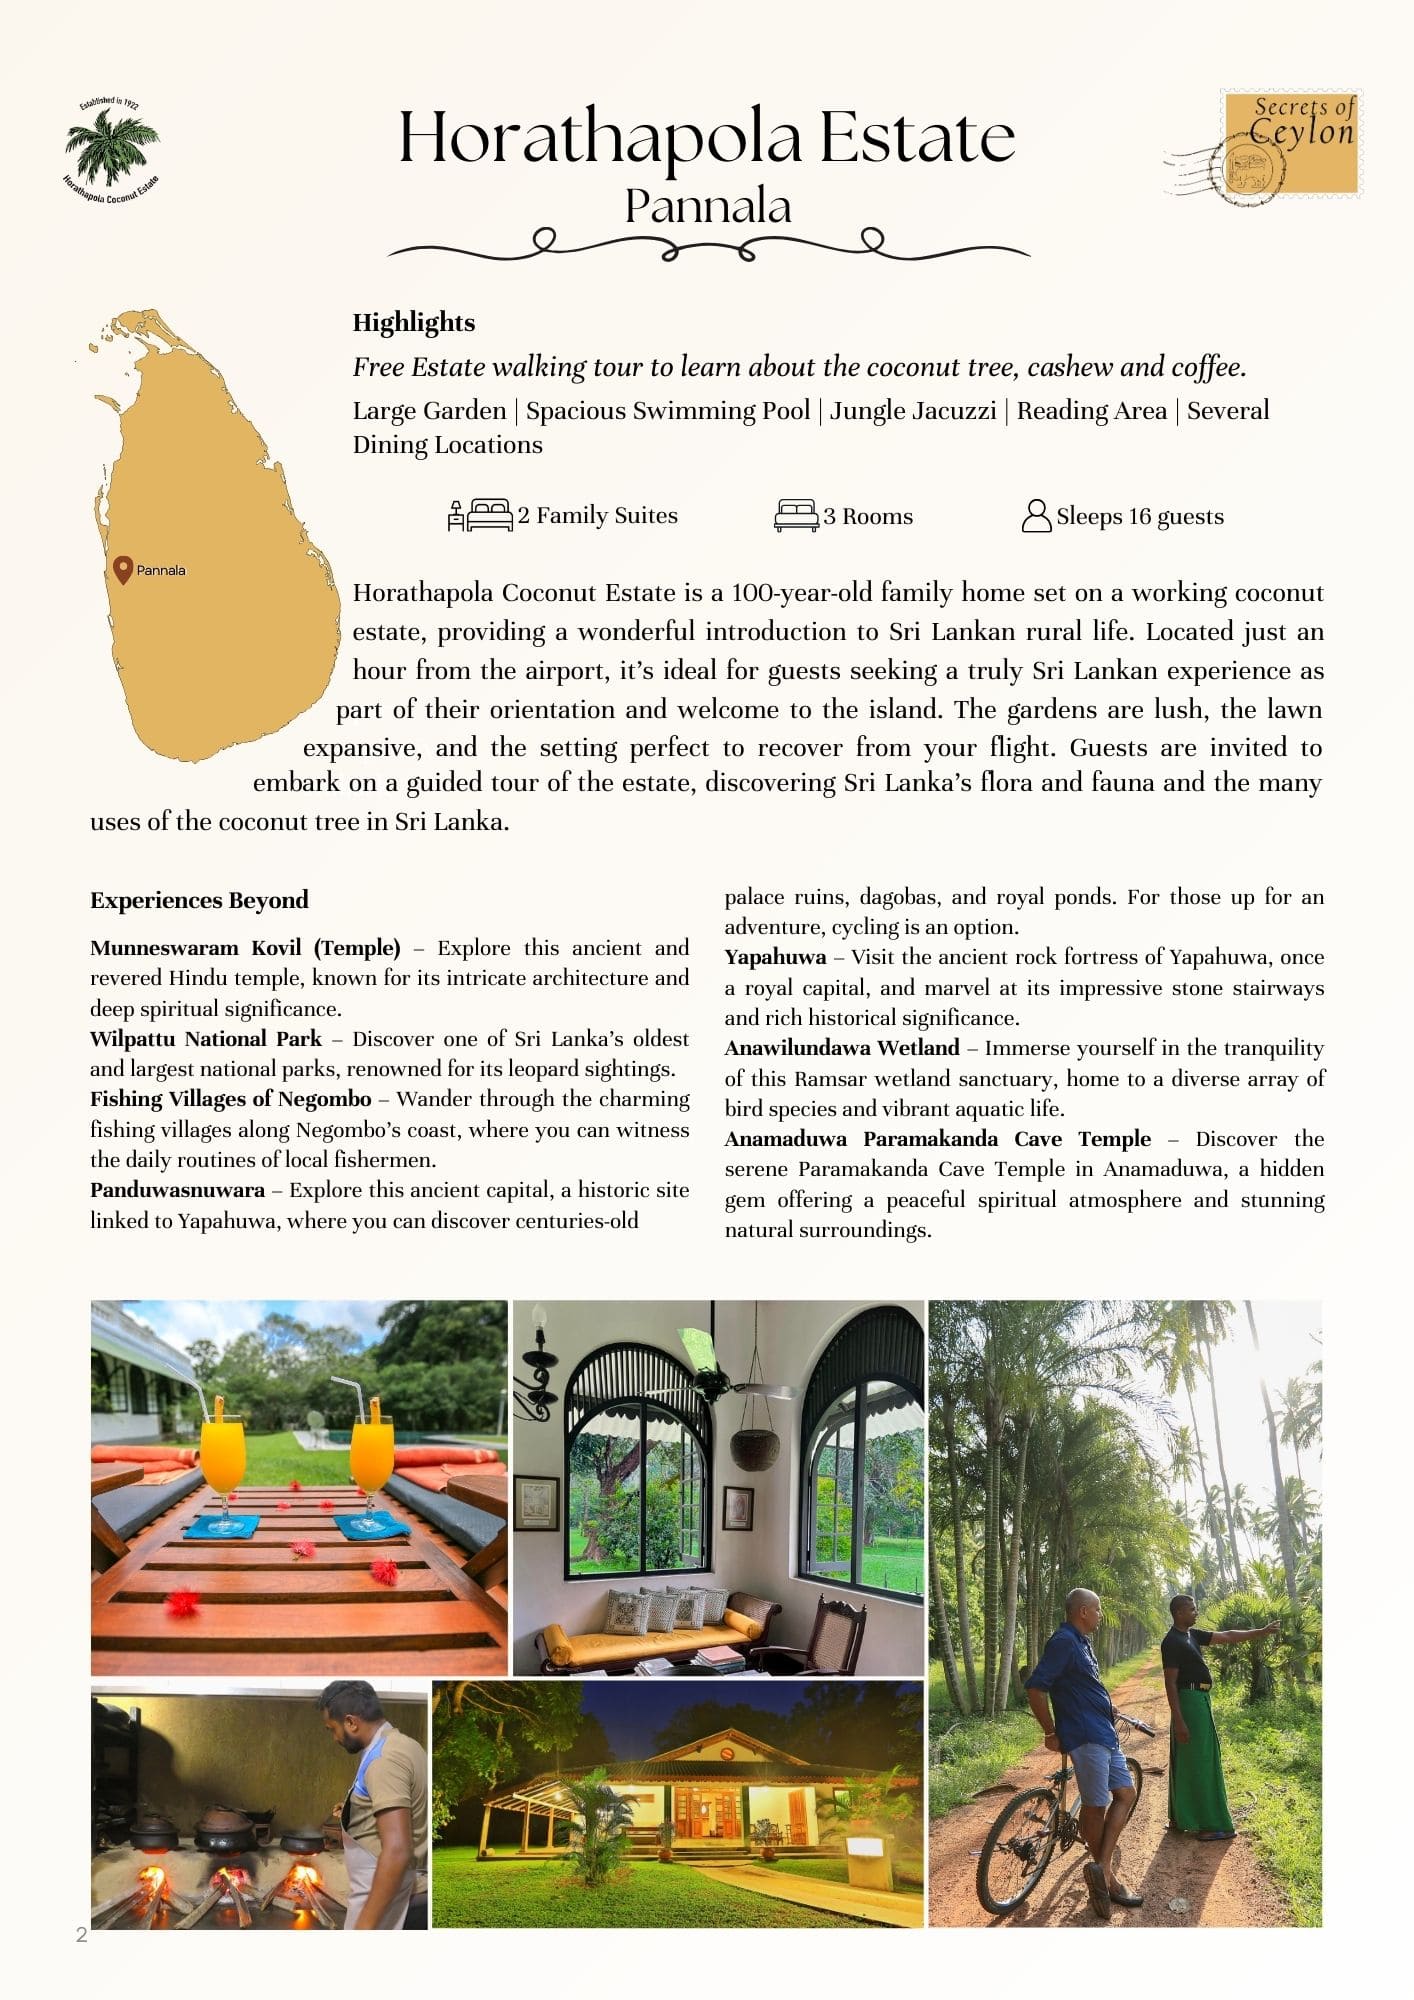 Established in 1922
Horathapola Coconut Estate
Horathapola Estate
Pannala
Secrets of
Ceylon
Highlights
Free Estate walking tour to learn about the coconut tree, cashew and coffee.
Large Garden | Spacious Swimming Pool | Jungle Jacuzzi | Reading Area | Several
Dining Locations
2 Family Suites
3 Rooms
Sleeps 16 guests
Pannala
Horathapola Coconut Estate is a 100-year-old family home set on a working coconut
estate, providing a wonderful introduction to Sri Lankan rural life. Located just an
hour from the airport, it’s ideal for guests seeking a truly Sri Lankan experience as
part of their orientation and welcome to the island. The gardens are lush, the lawn
expansive, and the setting perfect to recover from your flight. Guests are invited to
embark on a guided tour of the estate, discovering Sri Lanka’s flora and fauna and the many
uses of the coconut tree in Sri Lanka.
Experiences Beyond
Munneswaram Kovil (Temple) – Explore this ancient and
revered Hindu temple, known for its intricate architecture and
deep spiritual significance.
Wilpattu National Park – Discover one of Sri Lanka’s oldest
and largest national parks, renowned for its leopard sightings.
Fishing Villages of Negombo – Wander through the charming
fishing villages along Negombo’s coast, where you can witness
the daily routines of local fishermen.
Panduwasnuwara – Explore this ancient capital, a historic site
linked to Yapahuwa, where you can discover centuries-old
palace ruins, dagobas, and royal ponds. For those up for an
adventure, cycling is an option.
Yapahuwa – Visit the ancient rock fortress of Yapahuwa, once
a royal capital, and marvel at its impressive stone stairways
and rich historical significance.
Anawilundawa Wetland – Immerse yourself in the tranquility
of this Ramsar wetland sanctuary, home to a diverse array of
bird species and vibrant aquatic life.
Anamaduwa Paramakanda Cave Temple – Discover the
serene Paramakanda Cave Temple in Anamaduwa, a hidden
gem offering a peaceful spiritual atmosphere and stunning
natural surroundings.
2